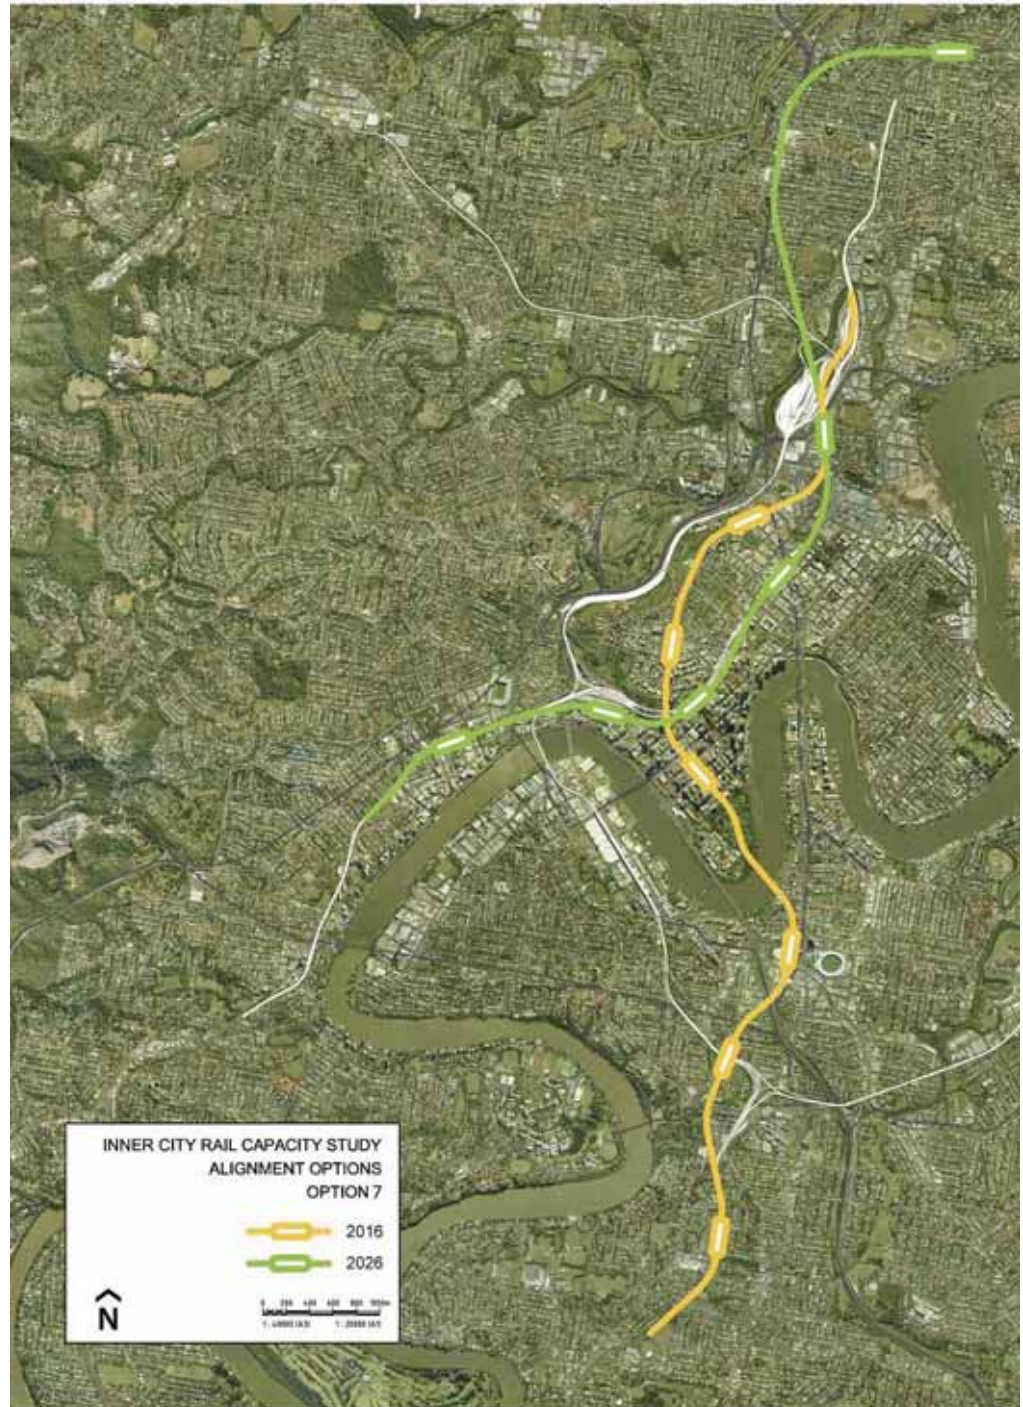 INNER CITY RAIL CAPACITY STUDY
ALIGNMENT OPTIONS
OPTION 7
2016
2026
N